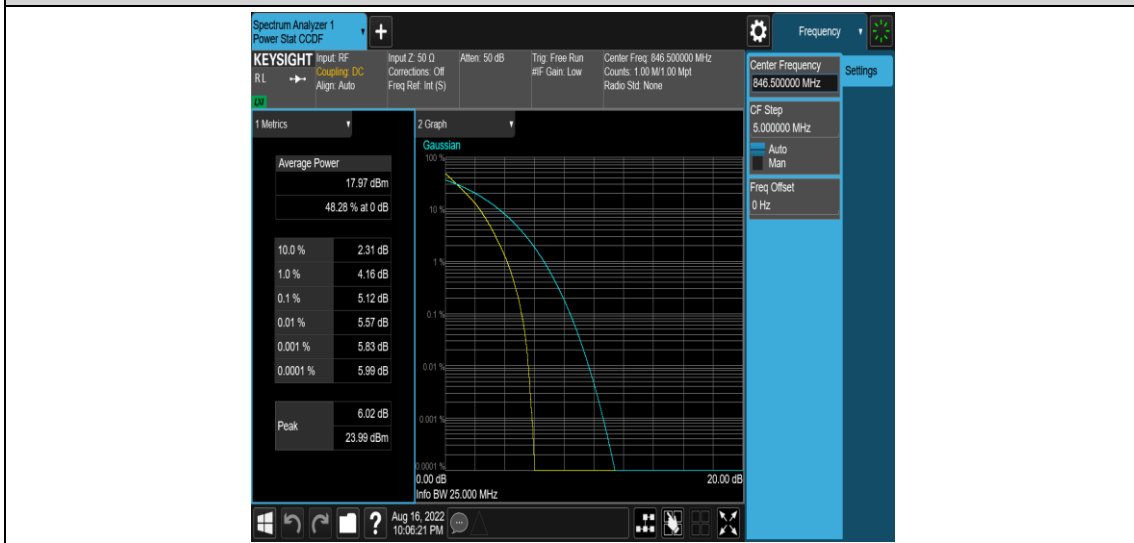 Spectrum Analyzer 1
Power Stat CCDF
+
Frequency
KEYSIGHT
RL
Input: RF
Coupling: DC
Align: Auto
Input Z: 50 Ω
Corrections: Off
Freq Ref: Int (S)
Atten: 50 dB
Trig: Free Run
#IF Gain: Low
Center Freq: 846.500000 MHz
Counts: 1.00 M/1.00 Mpt
Radio Std: None
Center Frequency
846.500000 MHz
Settings
CF Step
5.000000 MHz
Auto
Man
Freq Offset
0 Hz
1 Metrics
Average Power
17.97 dBm
48.28 % at 0 dB
10.0 % 2.31 dB
1.0 % 4.16 dB
0.1 % 5.12 dB
0.01 % 5.57 dB
0.001 % 5.83 dB
0.0001 % 5.99 dB
Peak
6.02 dB
23.99 dBm
2 Graph
Gaussian
100 %
10 %
1 %
0.1 %
0.01 %
0.001 %
0.0001 %
0.00 dB 20.00 dB
Info BW 25.000 MHz
?
Aug 16, 2022
10:06:21 PM